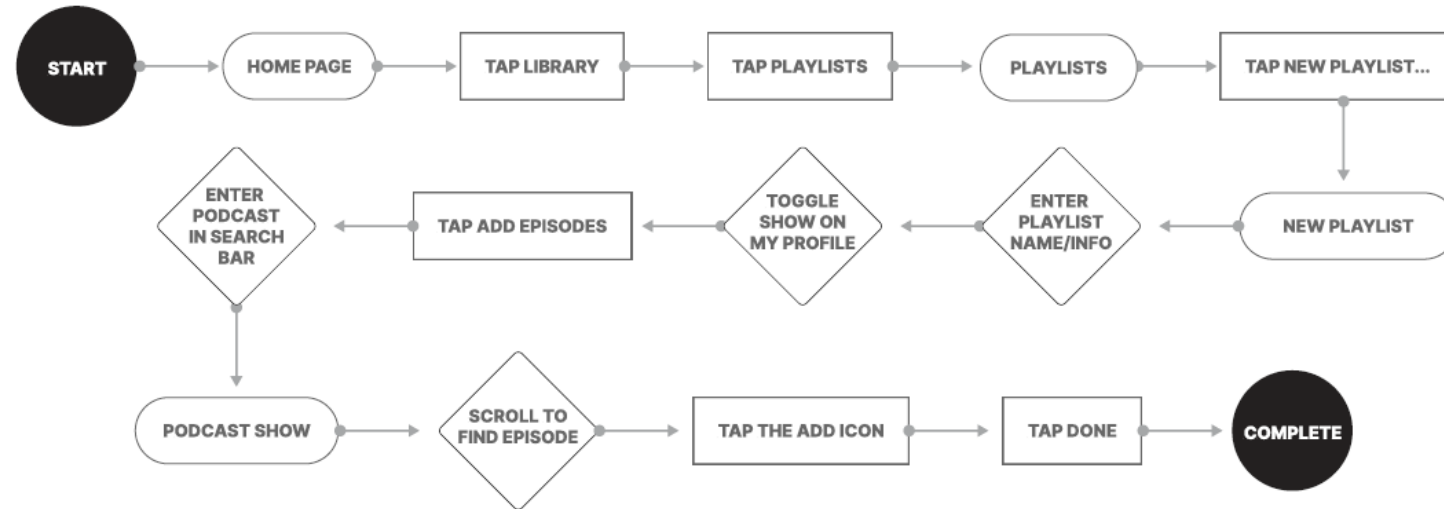 START
HOME PAGE
TAP LIBRARY
TAP PLAYLISTS
PLAYLISTS
TAP NEW PLAYLIST...
NEW PLAYLIST
ENTER
PLAYLIST
NAME/INFO
TOGGLE
SHOW ON
MY PROFILE
TAP ADD EPISODES
ENTER
PODCAST
IN SEARCH
BAR
PODCAST SHOW
SCROLL TO
FIND EPISODE
TAP THE ADD ICON
TAP DONE
COMPLETE